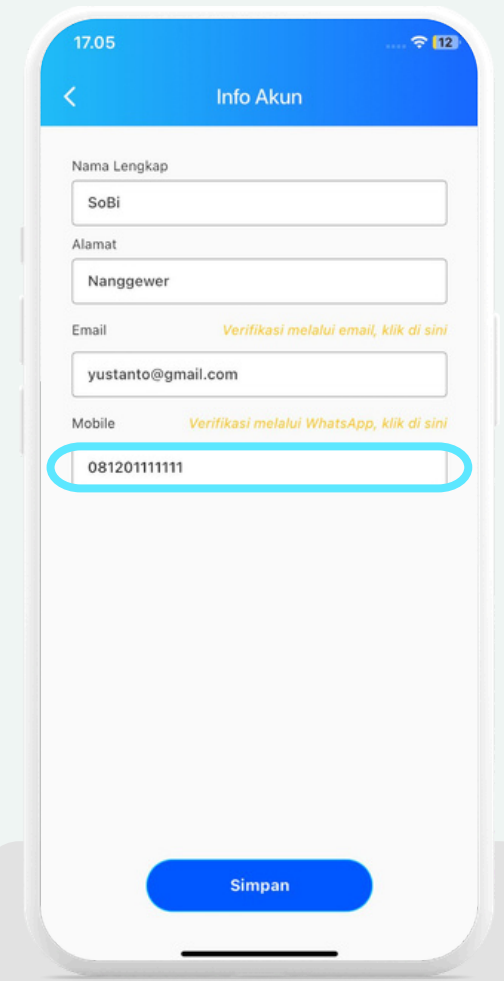 17.05
12
Info Akun
Nama Lengkap
SoBi
Alamat
Nanggewer
Email Verifikasi melalui email, klik di sini
yustanto@gmail.com
Mobile Verifikasi melalui WhatsApp, klik di sini
081201111111
Simpan